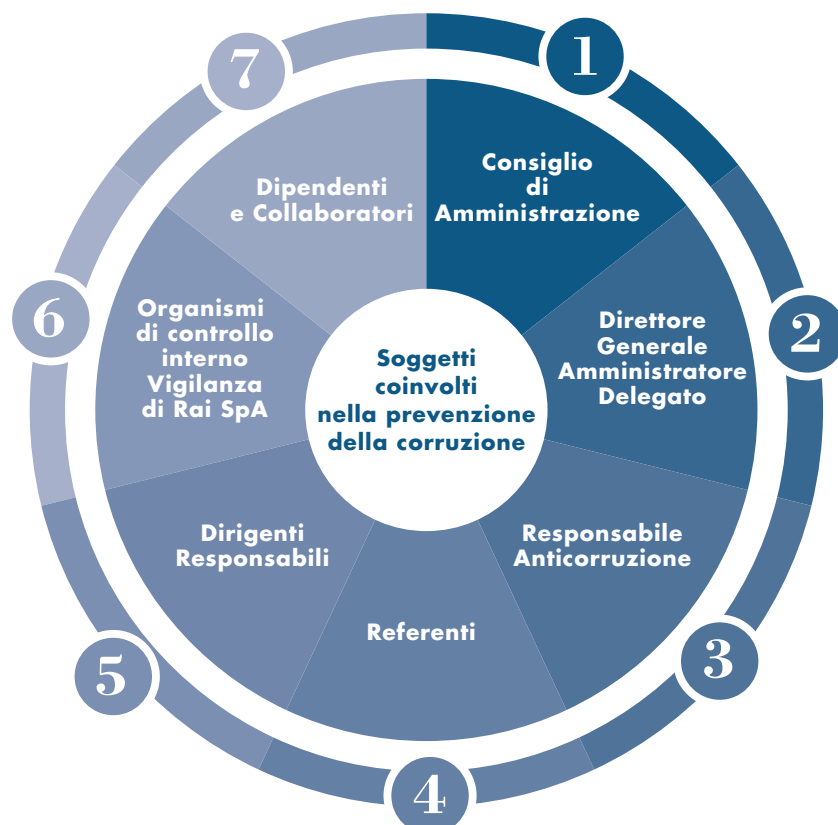 Soggetti
coinvolti
nella prevenzione
della corruzione
1
Consiglio
di
Amministrazione
2
Direttore
Generale
Amministratore
Delegato
3
Responsabile
Anticorruzione
4
Referenti
5
Dirigenti
Responsabili
6
Organismi
di controllo
interno
Vigilanza
di Rai SpA
7
Dipendenti
e Collaboratori